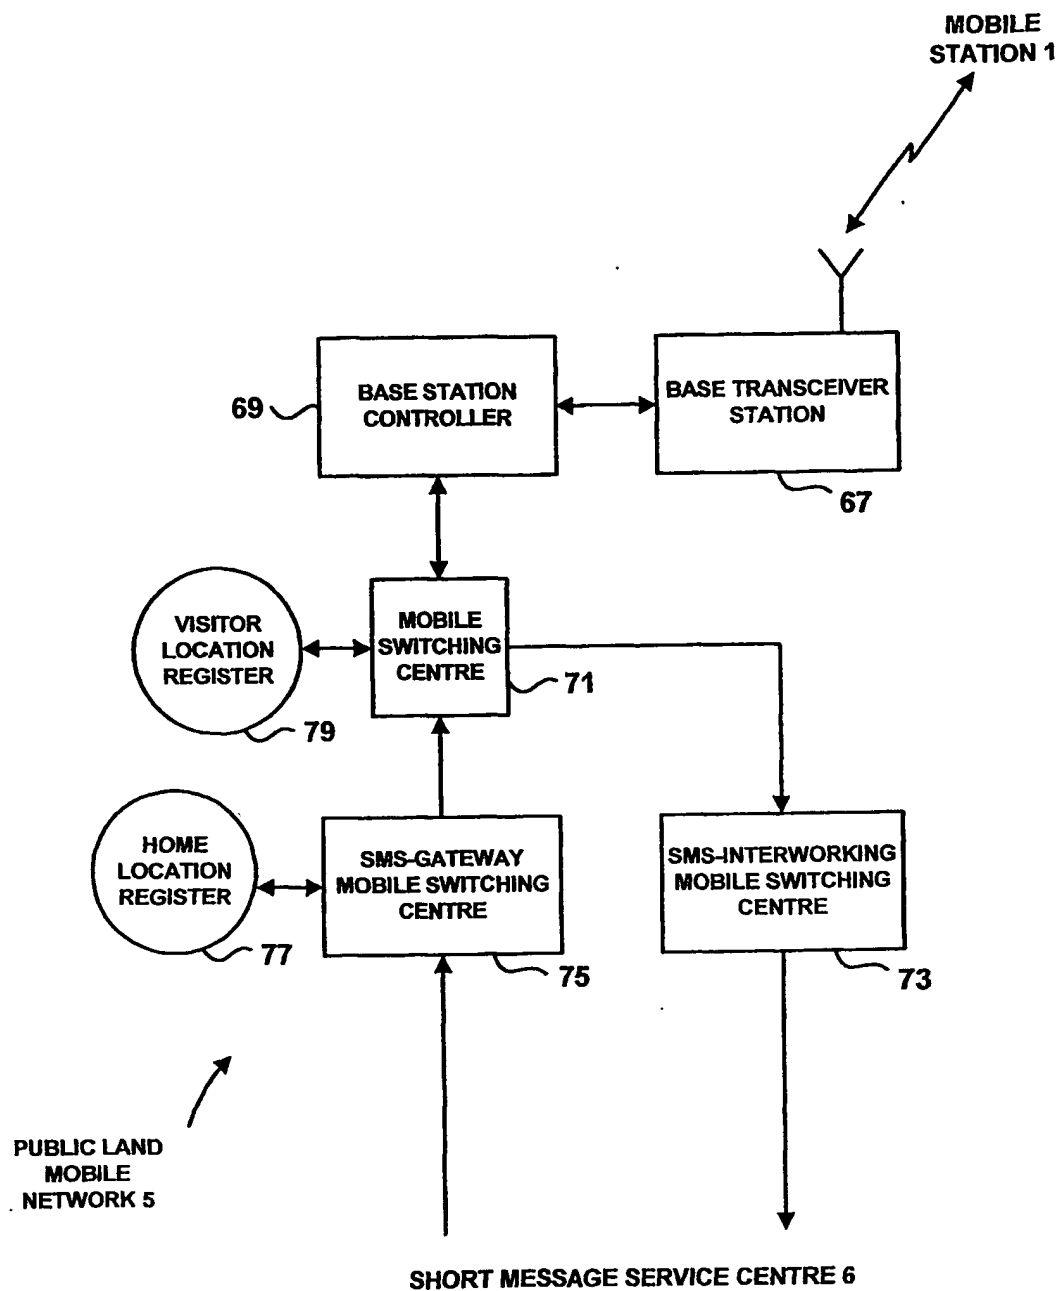 MOBILE
STATION 1
BASE STATION
CONTROLLER
69
BASE TRANSCEIVER
STATION
67
VISITOR
LOCATION
REGISTER
79
MOBILE
SWITCHING
CENTRE
71
HOME
LOCATION
REGISTER
77
SMS-GATEWAY
MOBILE SWITCHING
CENTRE
75
SMS-INTERWORKING
MOBILE SWITCHING
CENTRE
73
PUBLIC LAND
MOBILE
NETWORK 5
SHORT MESSAGE SERVICE CENTRE 6